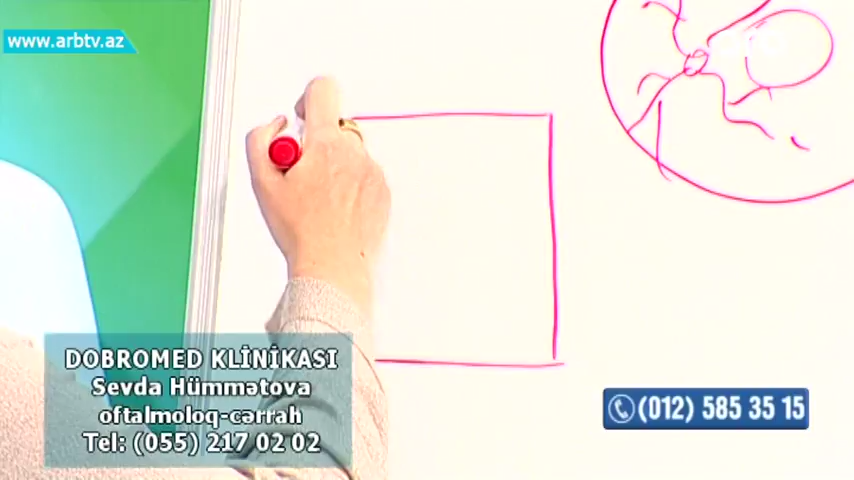 www.arbtv.az
DOBROMED KLİNİKASI
Sevda Hümmətova
oftalmoloq-cərrah
Tel: (055) 217 02 02
(012) 585 35 15